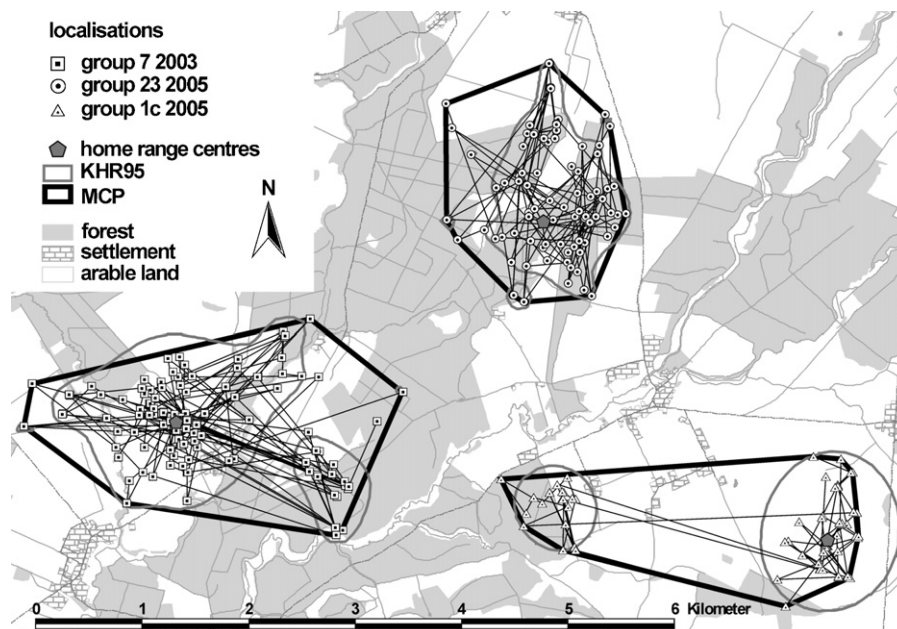 localisations
group 7 2003
group 23 2005
group 1c 2005
home range centres
KHR95
MCP
N
forest
settlement
arable land
0 1 2 3 4 5 6 Kilometer